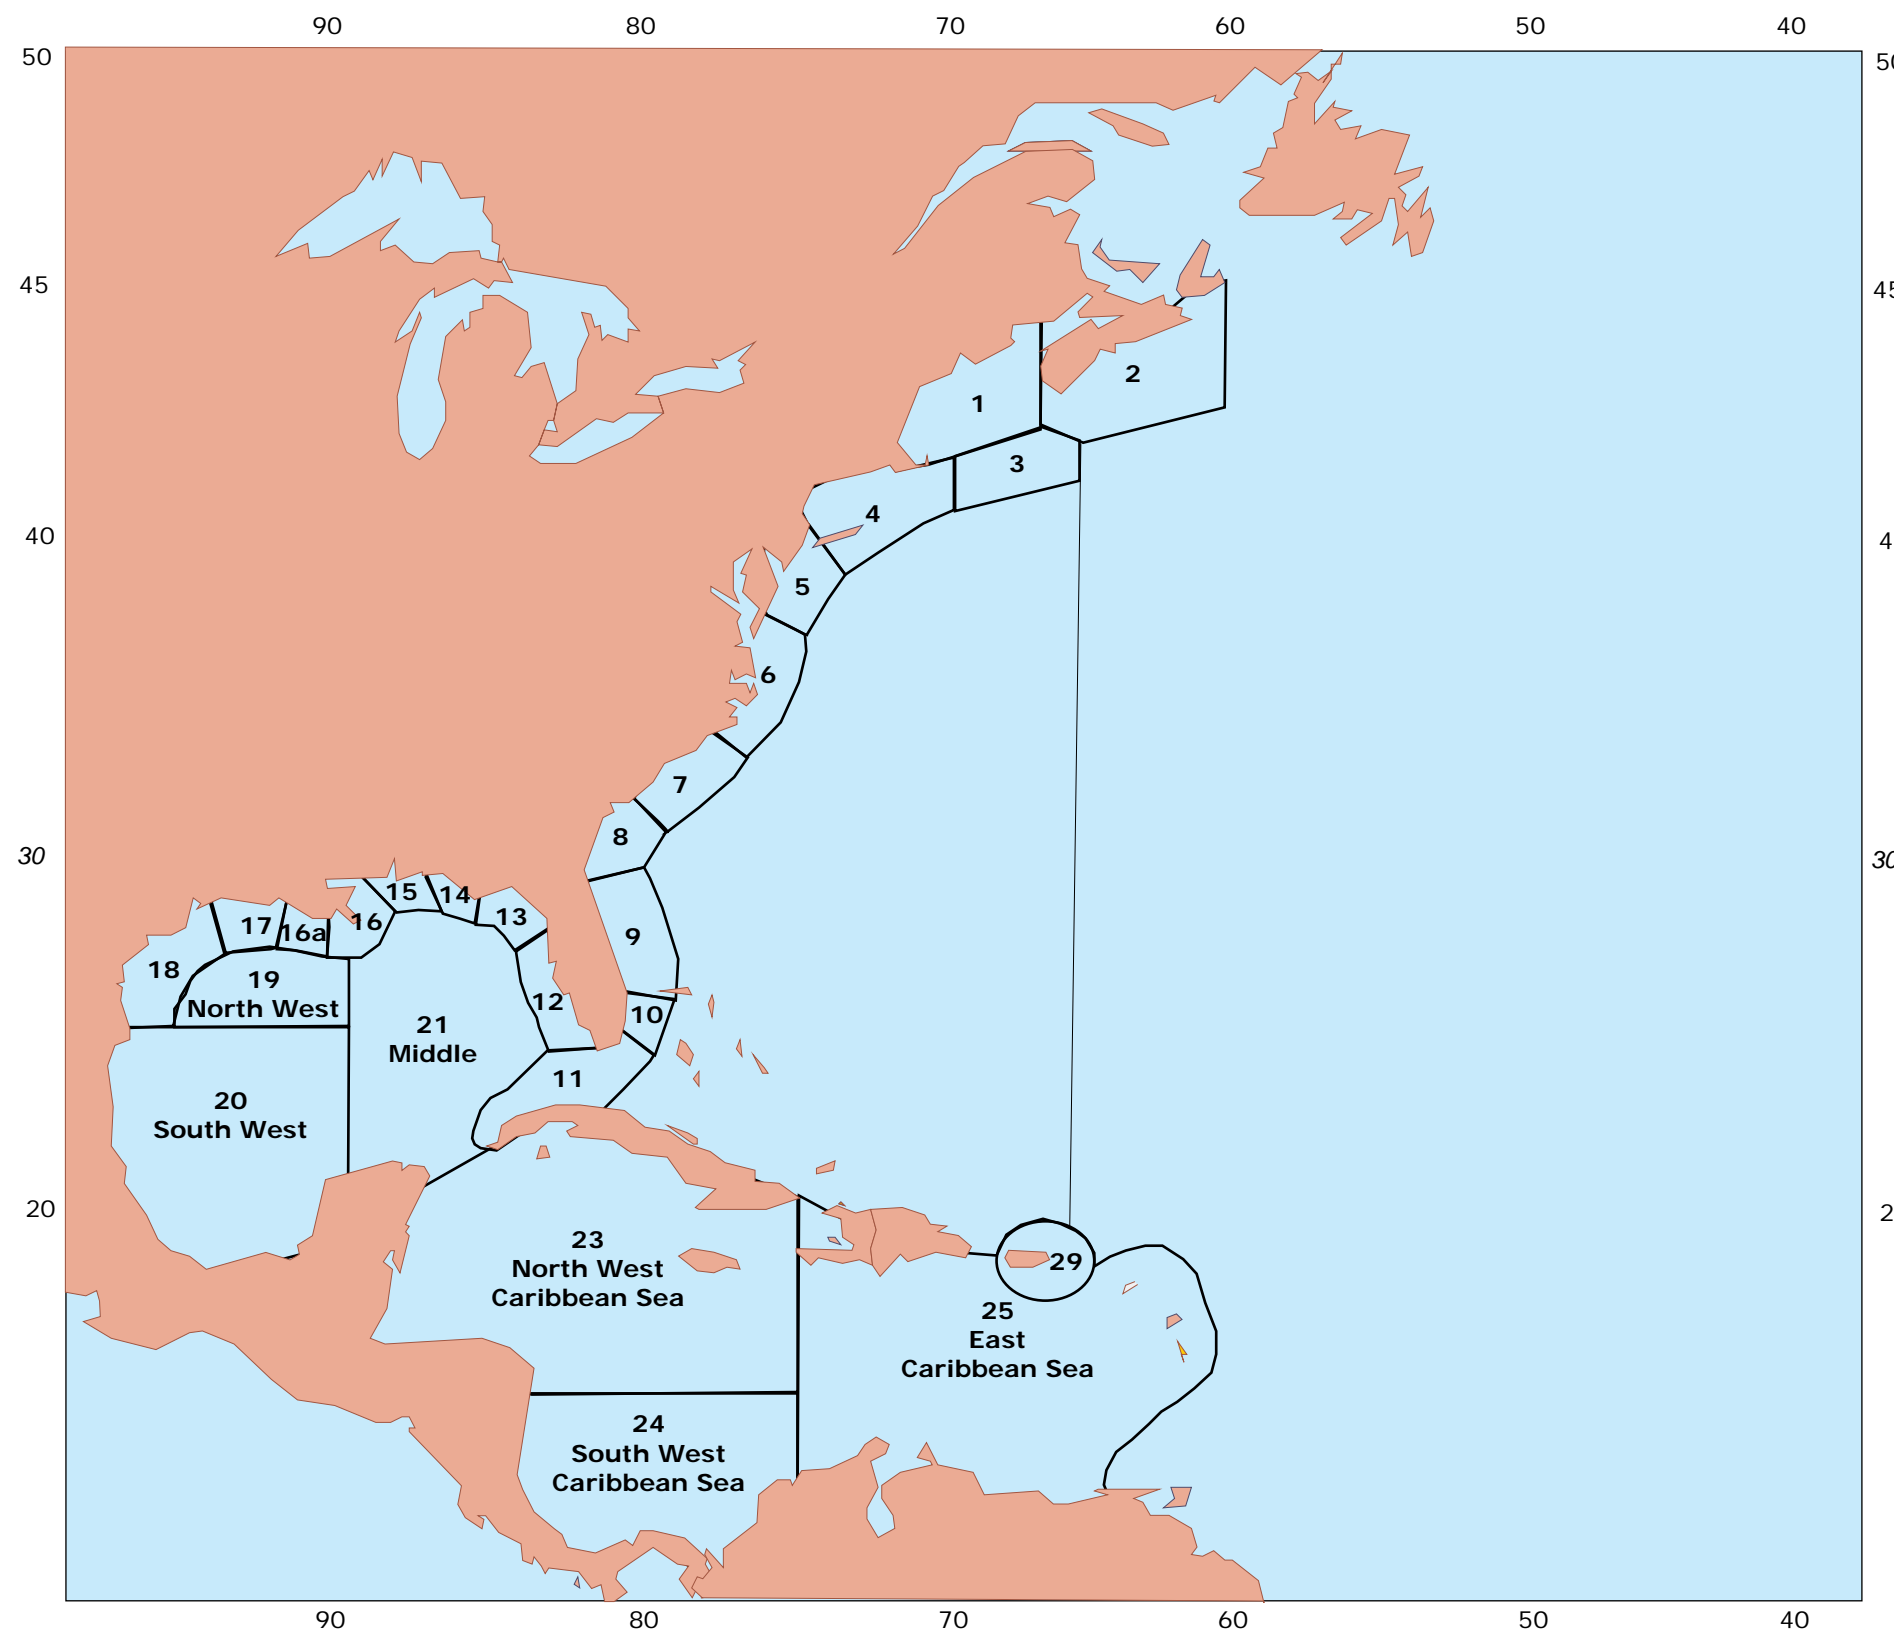 90 80 70 60 50 40
50 50
45 45
1 2
3
4
40 4
5
6
7
8
30 30
15 14
17 16a 16 13
9
18 19
North West
12 10
21
Middle
11
20
South West
20 2
23
North West
Caribbean Sea
29
25
East
Caribbean Sea
24
South West
Caribbean Sea
90 80 70 60 50 40